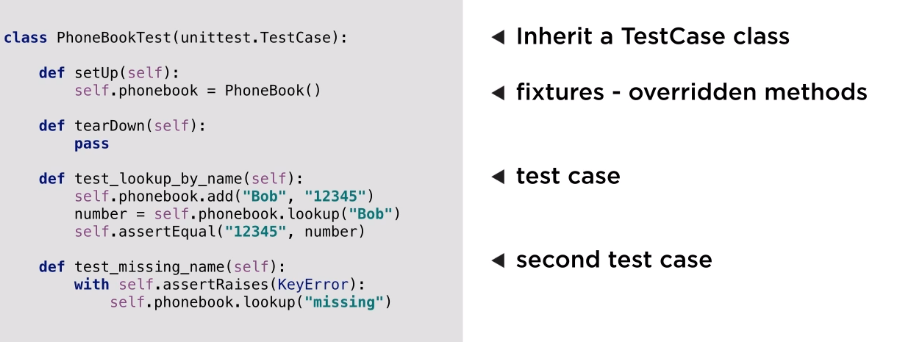 class PhoneBookTest(unittest.TestCase):
    def setUp(self):
        self.phonebook = PhoneBook()
    def tearDown(self):
        pass
    def test_lookup_by_name(self):
        self.phonebook.add("Bob", "12345")
        number = self.phonebook.lookup("Bob")
        self.assertEqual("12345", number)
    def test_missing_name(self):
        with self.assertRaises(KeyError):
            self.phonebook.lookup("missing")
Inherit a TestCase class
fixtures - overridden methods
test case
second test case